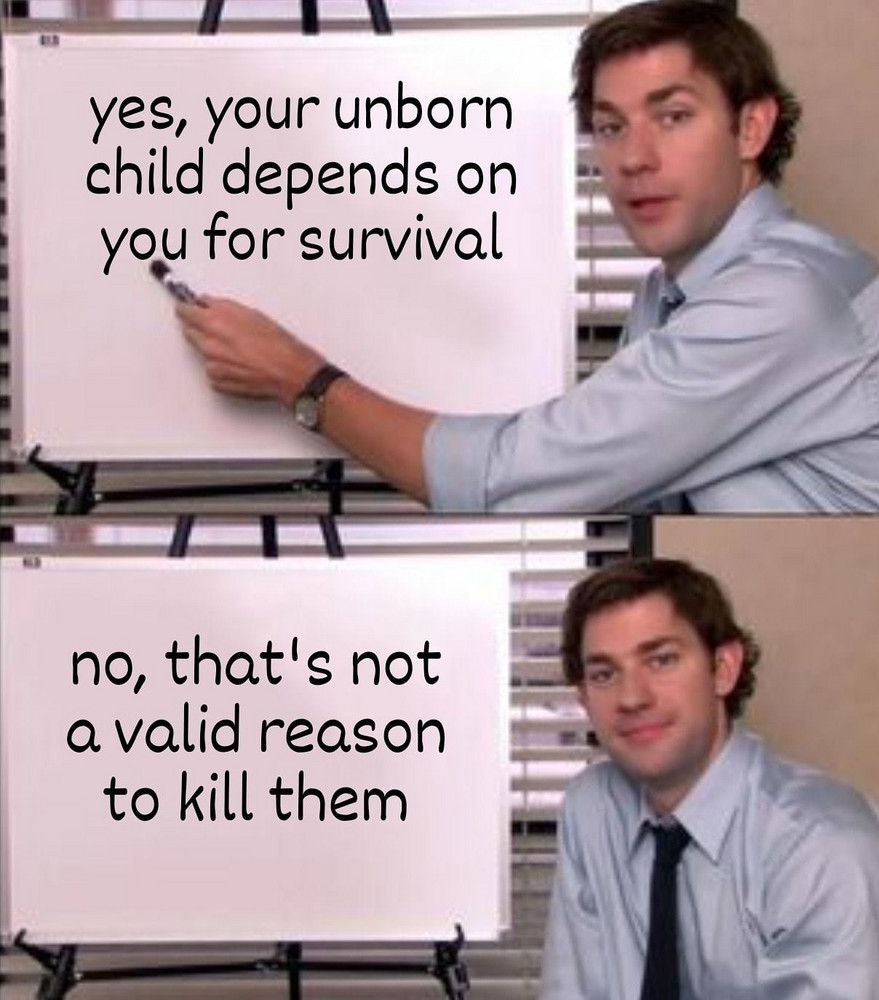 yes, your unborn
child depends on
you for survival
no, that's not
a valid reason
to kill them